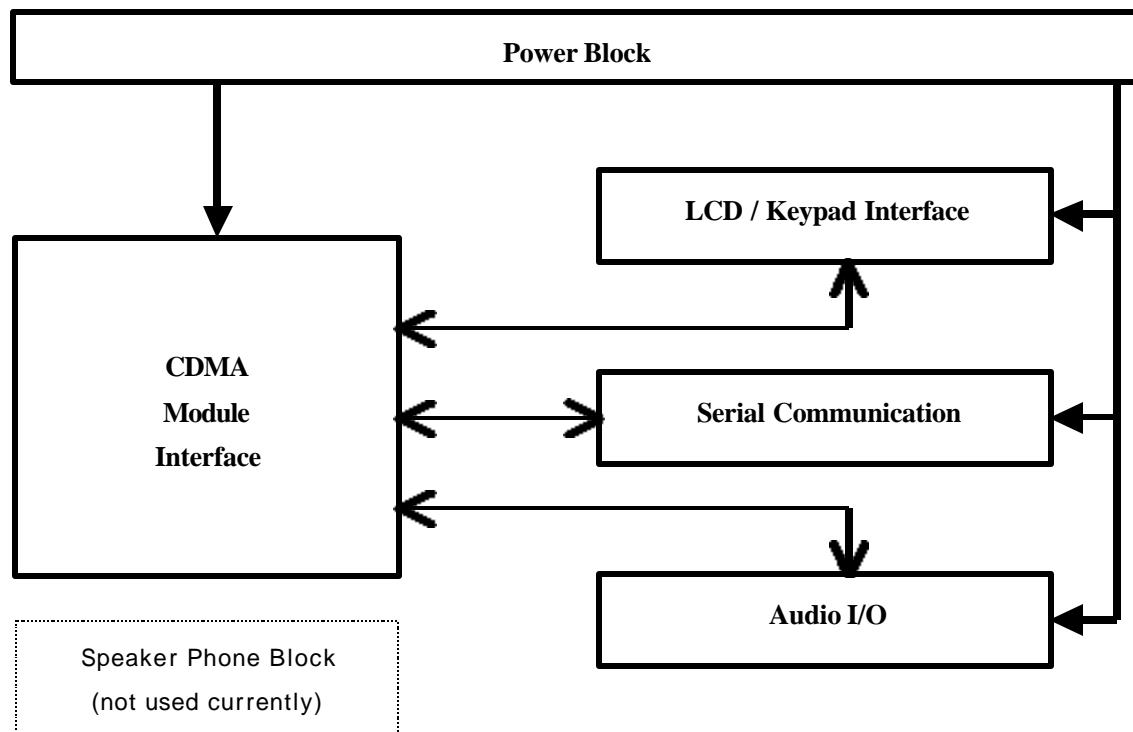 Power Block
LCD / Keypad Interface
CDMA
Module
Interface
Serial Communication
Audio I/O
Speaker Phone Block
(not used currently)